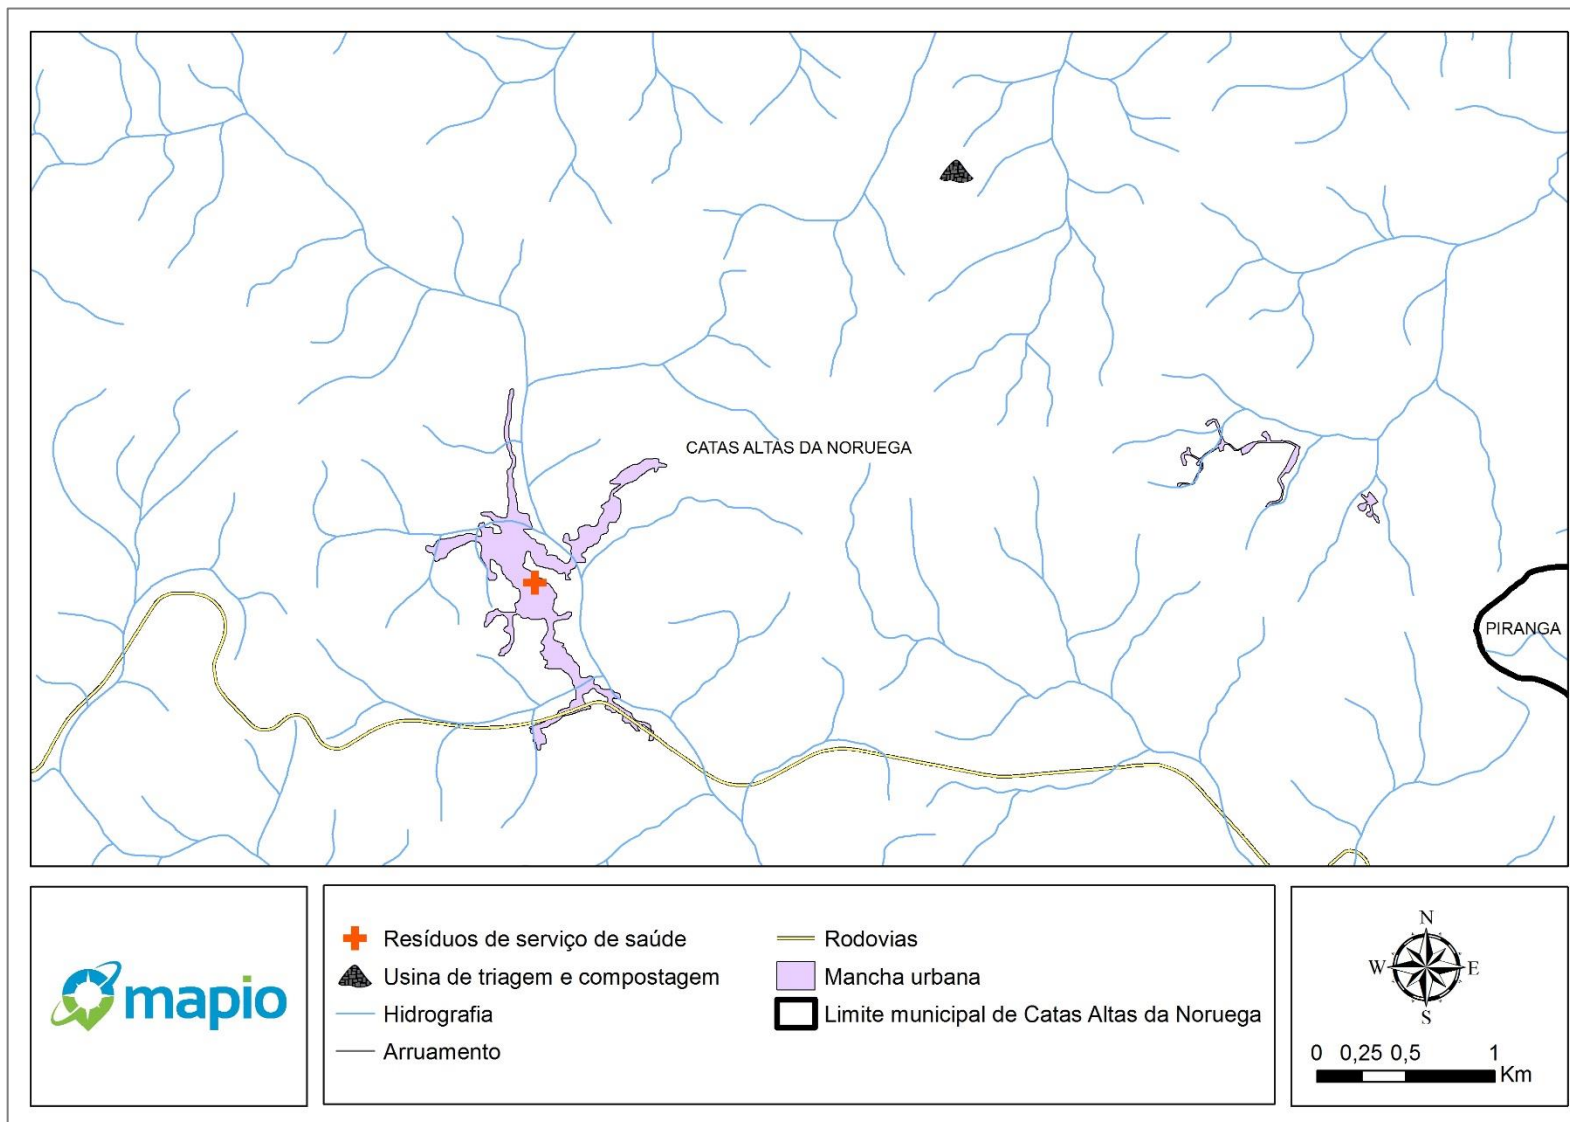 CATAS ALTAS DA NORUEGA
PIRANGA
mapio
Resíduos de serviço de saúde
Usina de triagem e compostagem
Hidrografia
Arruamento
Rodovias
Mancha urbana
Limite municipal de Catas Altas da Noruega
N
W E
S
0 0,25 0,5 1
Km